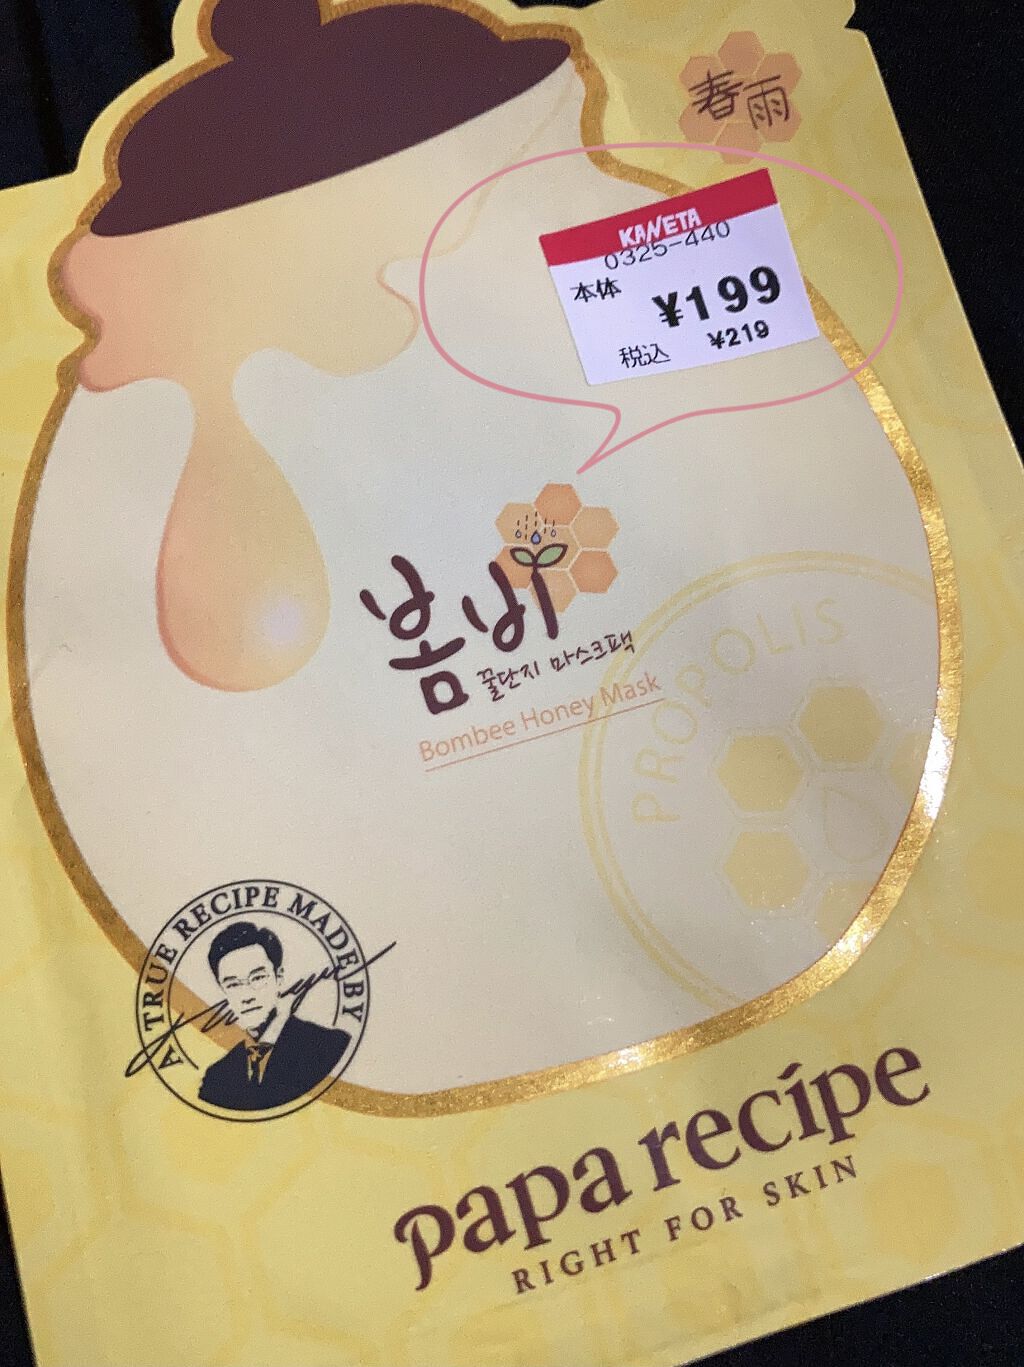 春雨
KANETA
0325-440
本体 ¥199
税込 ¥219
봄비
꿀단지 마스크팩
Bombee Honey Mask
PROPOLIS
A TRUE RECIPE MADE BY
papa recipe
RIGHT FOR SKIN